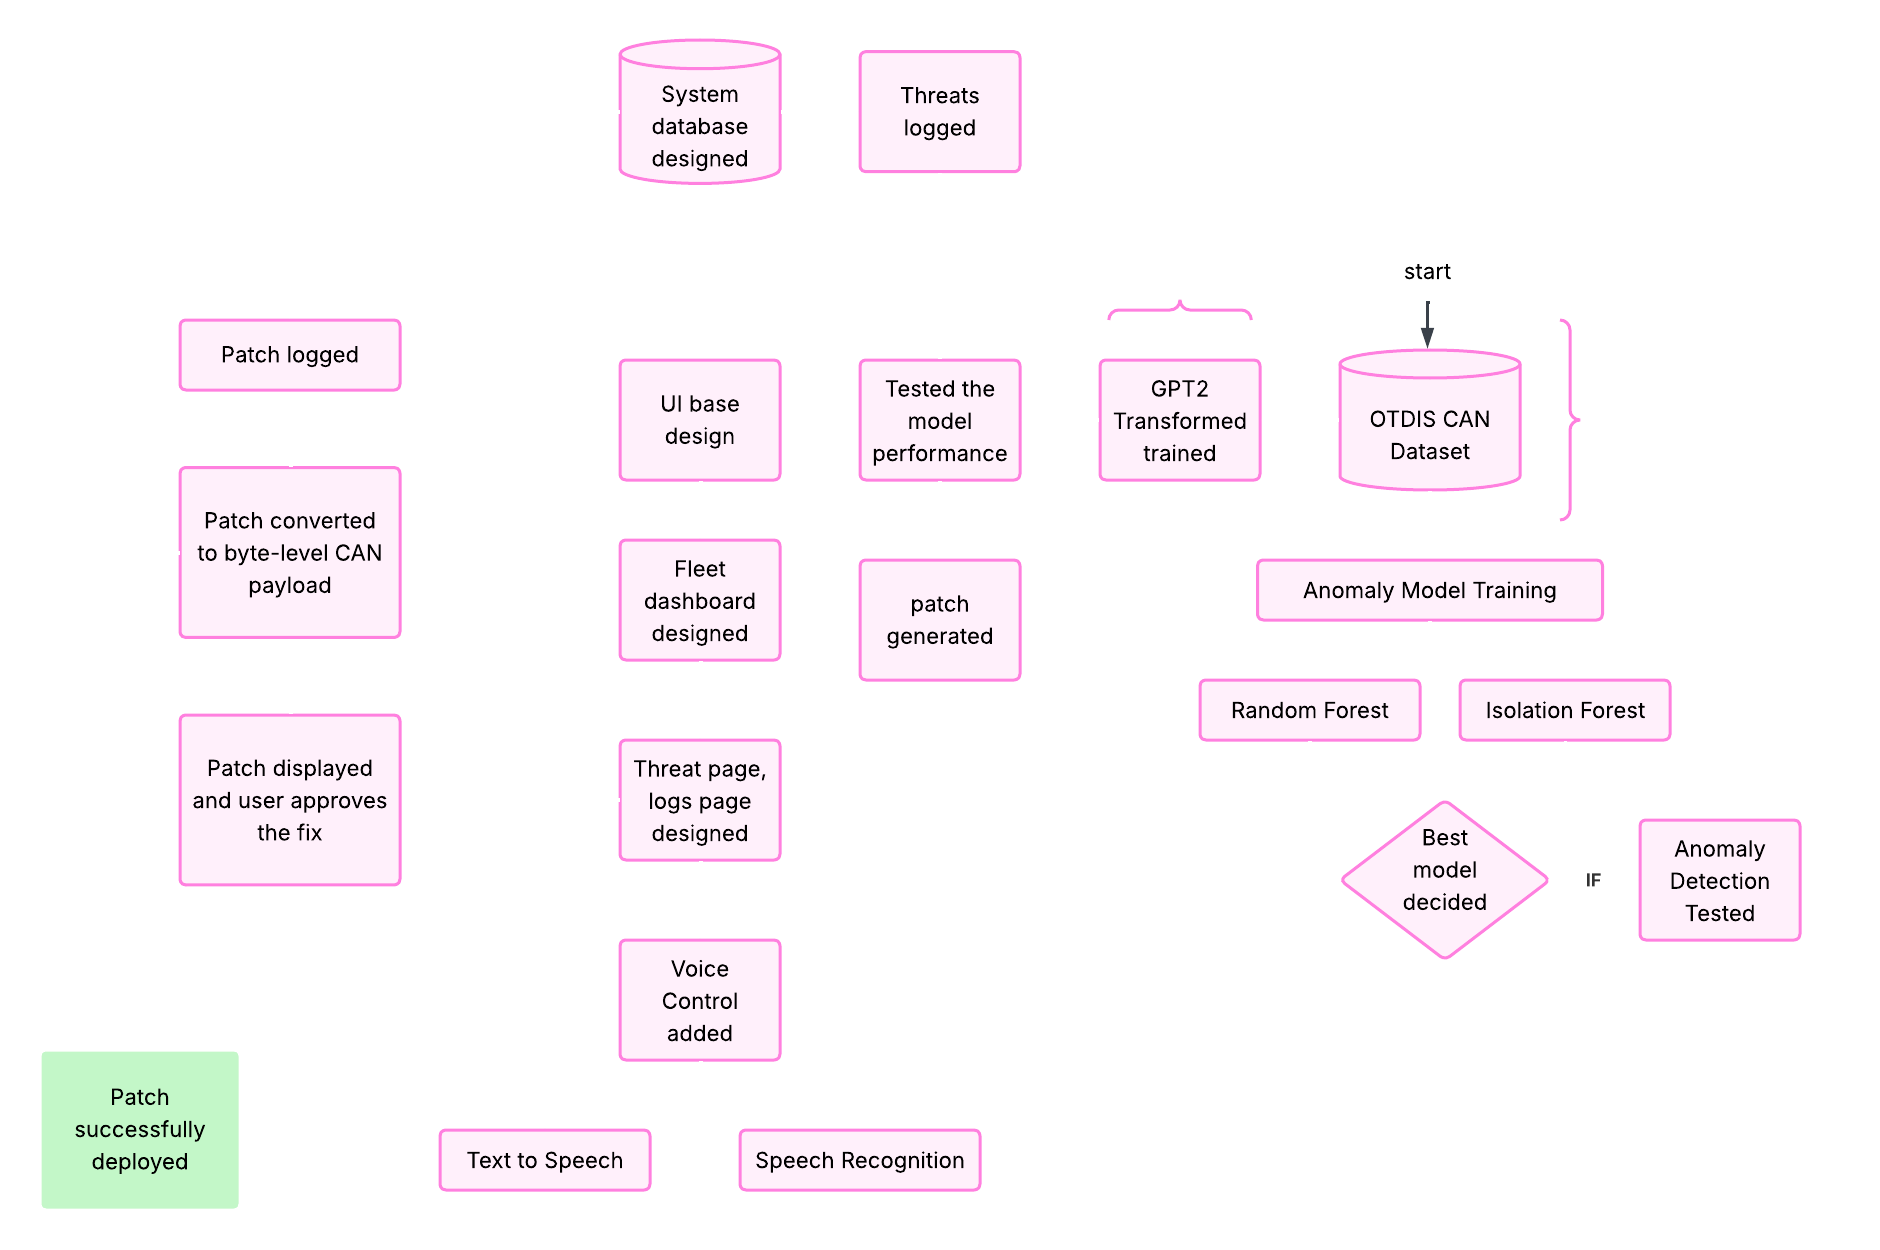 System
database
designed
Threats
logged
start
Patch logged
UI base
design
Tested the
model
performance
GPT2
Transformed
trained
OTDIS CAN
Dataset
Patch converted
to byte-level CAN
payload
Fleet
dashboard
designed
patch
generated
Anomaly Model Training
Random Forest
Isolation Forest
Patch displayed
and user approves
the fix
Threat page,
logs page
designed
Best
model
decided
IF
Anomaly
Detection
Tested
Voice
Control
added
Patch
successfully
deployed
Text to Speech
Speech Recognition